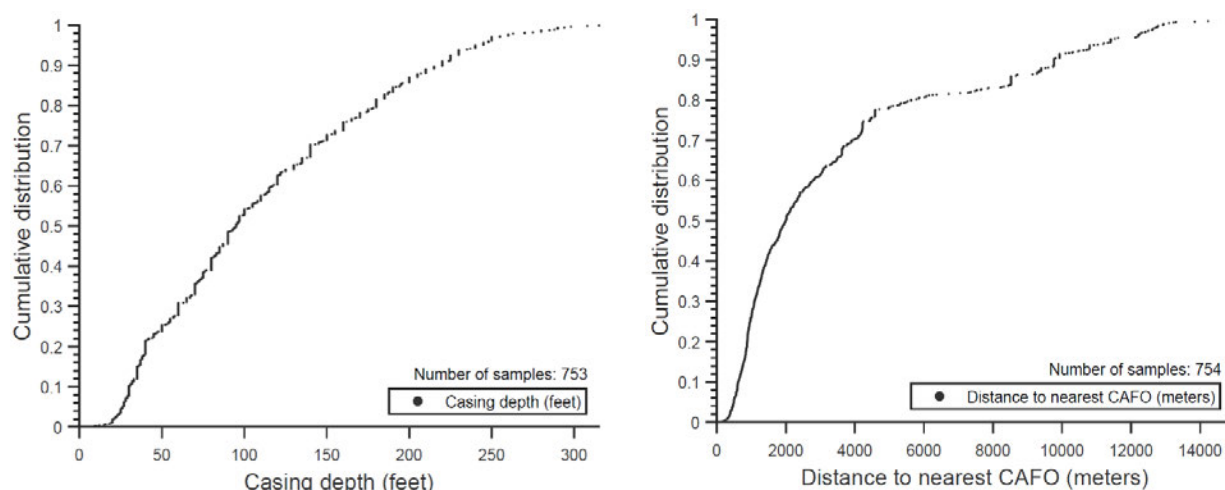 1
0.9
0.8
0.7
0.6
0.5
0.4
0.3
0.2
0.1
0
Cumulative distribution
Number of samples: 753
Casing depth (feet)
0 50 100 150 200 250 300
Casing depth (feet)
1
0.9
0.8
0.7
0.6
0.5
0.4
0.3
0.2
0.1
0
Cumulative distribution
Number of samples: 754
Distance to nearest CAFO (meters)
0 2000 4000 6000 8000 10000 12000 14000
Distance to nearest CAFO (meters)